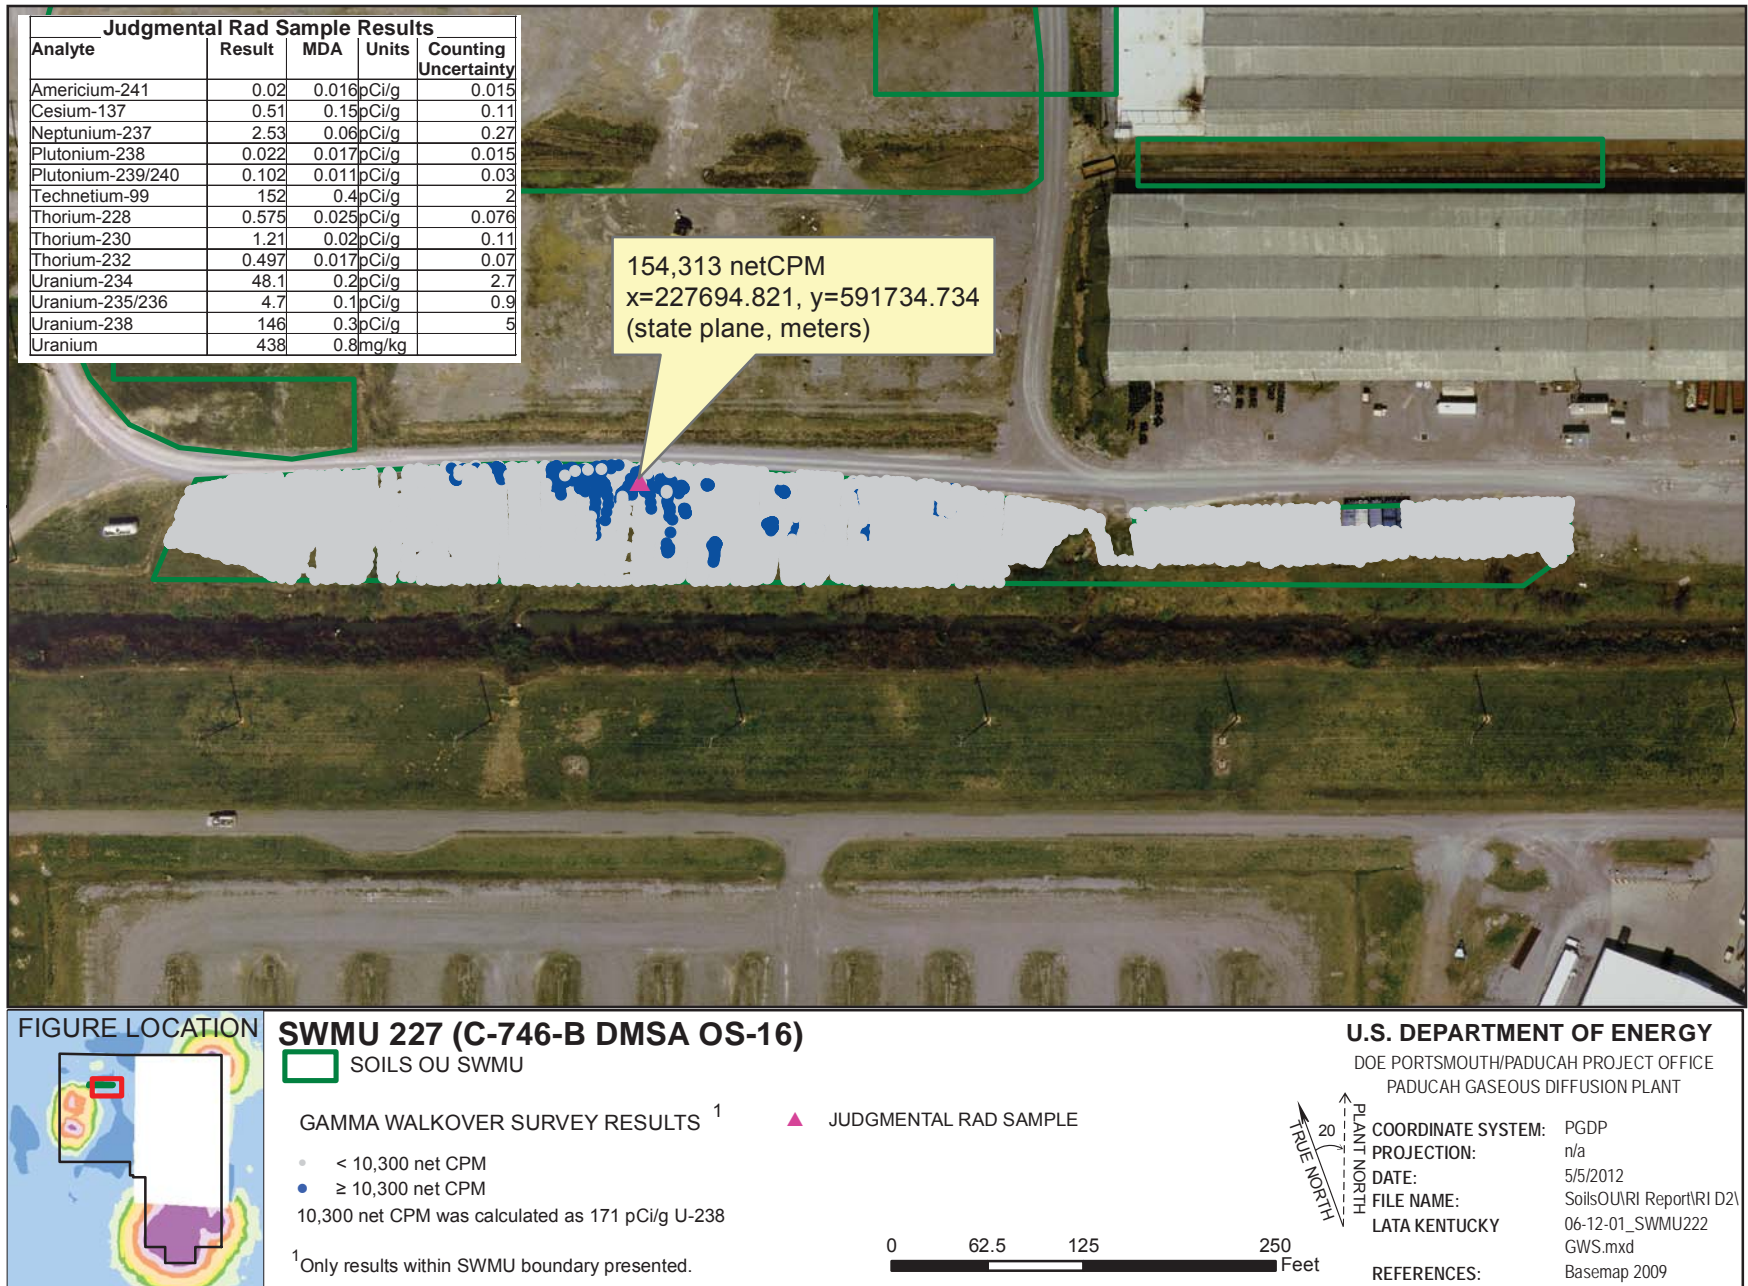 Judgmental Rad Sample Results
Analyte Result MDA Units Counting Uncertainty
Americium-241 0.02 0.016 pCi/g 0.015
Cesium-137 0.51 0.15 pCi/g 0.11
Neptunium-237 2.53 0.06 pCi/g 0.27
Plutonium-238 0.022 0.017 pCi/g 0.015
Plutonium-239/240 0.102 0.011 pCi/g 0.03
Technetium-99 152 0.4 pCi/g 2
Thorium-228 0.575 0.025 pCi/g 0.076
Thorium-230 1.21 0.02 pCi/g 0.11
Thorium-232 0.497 0.017 pCi/g 0.07
Uranium-234 48.1 0.2 pCi/g 2.7
Uranium-235/236 4.7 0.1 pCi/g 0.9
Uranium-238 146 0.3 pCi/g 5
Uranium 438 0.8 mg/kg
154,313 netCPM
x=227694.821, y=591734.734
(state plane, meters)
FIGURE LOCATION
SWMU 227 (C-746-B DMSA OS-16)
SOILS OU SWMU
GAMMA WALKOVER SURVEY RESULTS 1
< 10,300 net CPM
≥ 10,300 net CPM
10,300 net CPM was calculated as 171 pCi/g U-238
1 Only results within SWMU boundary presented.
JUDGMENTAL RAD SAMPLE
0 62.5 125 250 Feet
TRUE NORTH
20
PLANT NORTH
U.S. DEPARTMENT OF ENERGY
DOE PORTSMOUTH/PADUCAH PROJECT OFFICE
PADUCAH GASEOUS DIFFUSION PLANT
COORDINATE SYSTEM: PGDP
PROJECTION: n/a
DATE: 5/5/2012
FILE NAME: SoilsOU\RI Report\RI D2\
LATA KENTUCKY 06-12-01_SWMU222
GWS.mxd
REFERENCES: Basemap 2009